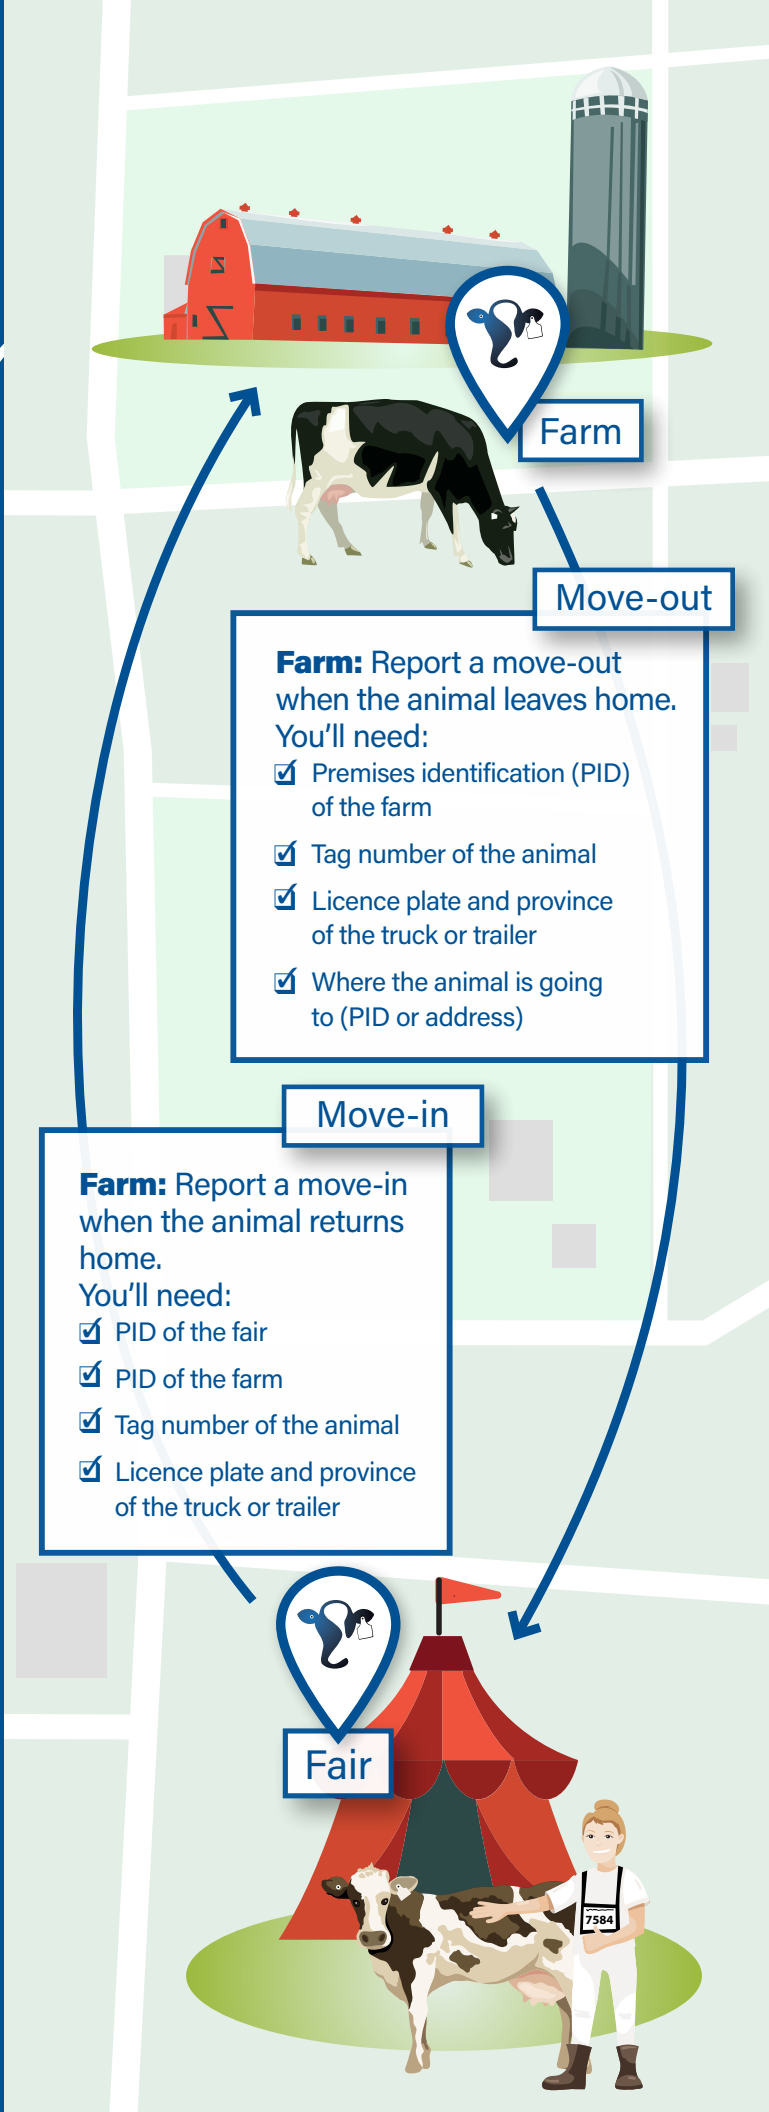 Farm
Move-out
Farm: Report a move-out
when the animal leaves home.
You'll need:
Premises identification (PID)
of the farm
Tag number of the animal
Licence plate and province
of the truck or trailer
Where the animal is going
to (PID or address)
Move-in
Farm: Report a move-in
when the animal returns
home.
You'll need:
PID of the fair
PID of the farm
Tag number of the animal
Licence plate and province
of the truck or trailer
Fair
7584